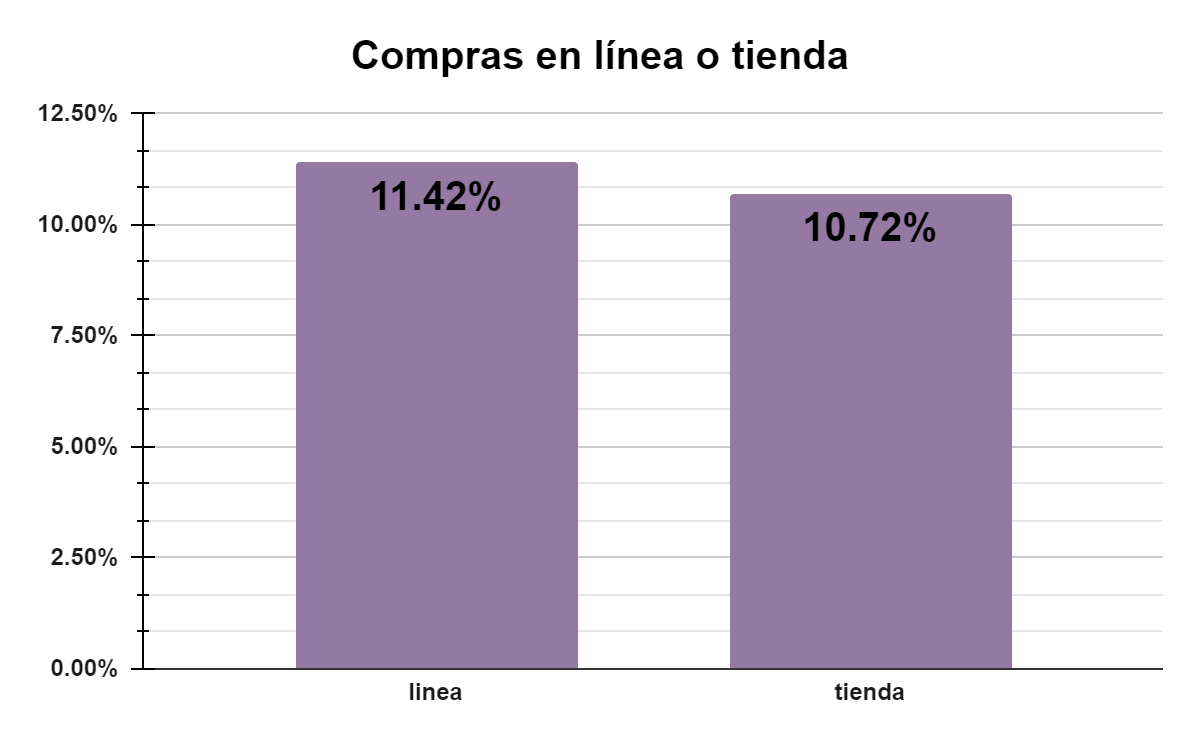 Compras en línea o tienda
12.50%
10.00%
7.50%
5.00%
2.50%
0.00%
11.42%
10.72%
linea
tienda